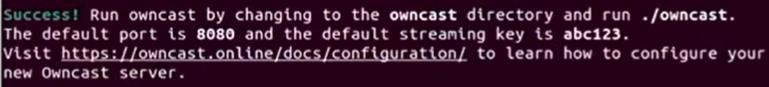 Success! Run owncast by changing to the owncast directory and run ./owncast.
The default port is 8080 and the default streaming key is abc123.
Visit https://owncast.online/docs/configuration/ to learn how to configure your
new Owncast server.